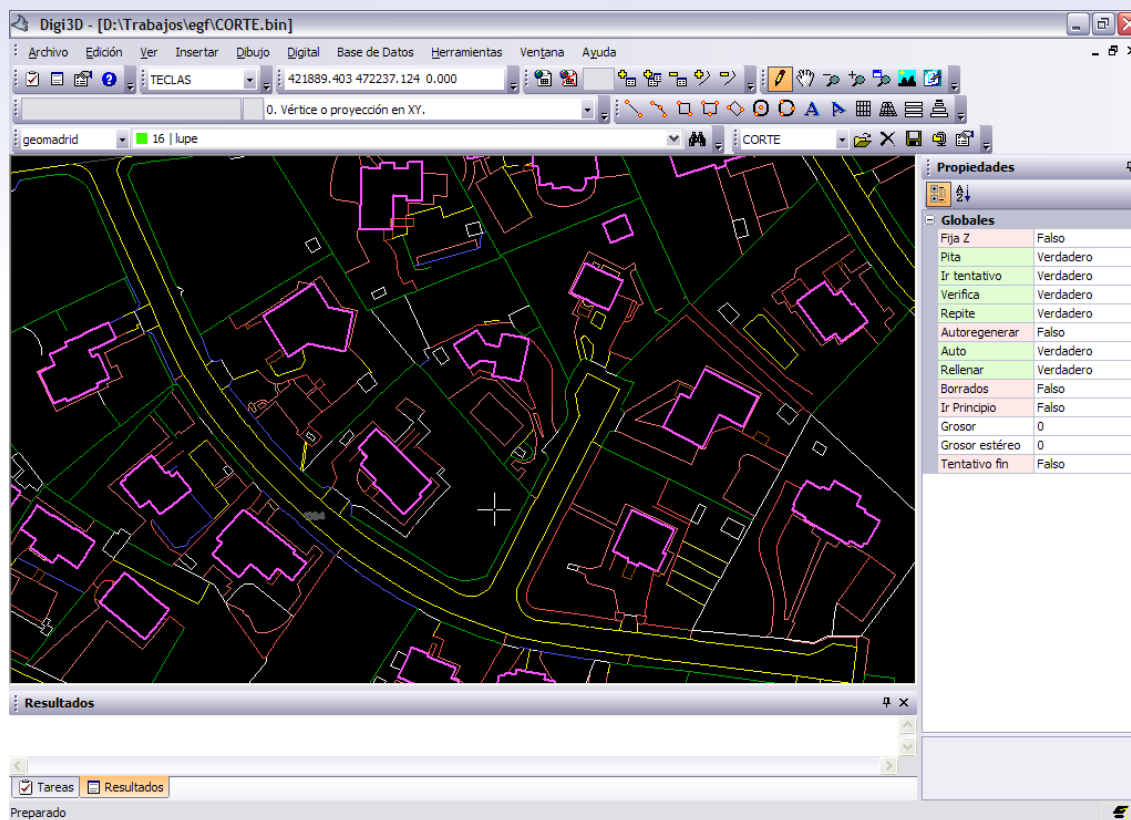 Digi3D - [D:\Trabajos\egf\CORTE.bin]
Archivo Edición Ver Insertar Dibujo Digital Base de Datos Herramientas Ventana Ayuda
TECLAS 421889.403 472237.124 0.000
0. Vértice o proyección en XY.
geomadrid 16 | lupe CORTE
Propiedades
Globales
Fija Z Falso
Pita Verdadero
Ir tentativo Verdadero
Verifica Verdadero
Repite Verdadero
Autoregenerar Falso
Auto Verdadero
Rellenar Verdadero
Borrados Falso
Ir Principio Falso
Grosor 0
Grosor estéreo 0
Tentativo fin Falso
Resultados
Tareas Resultados
Preparado